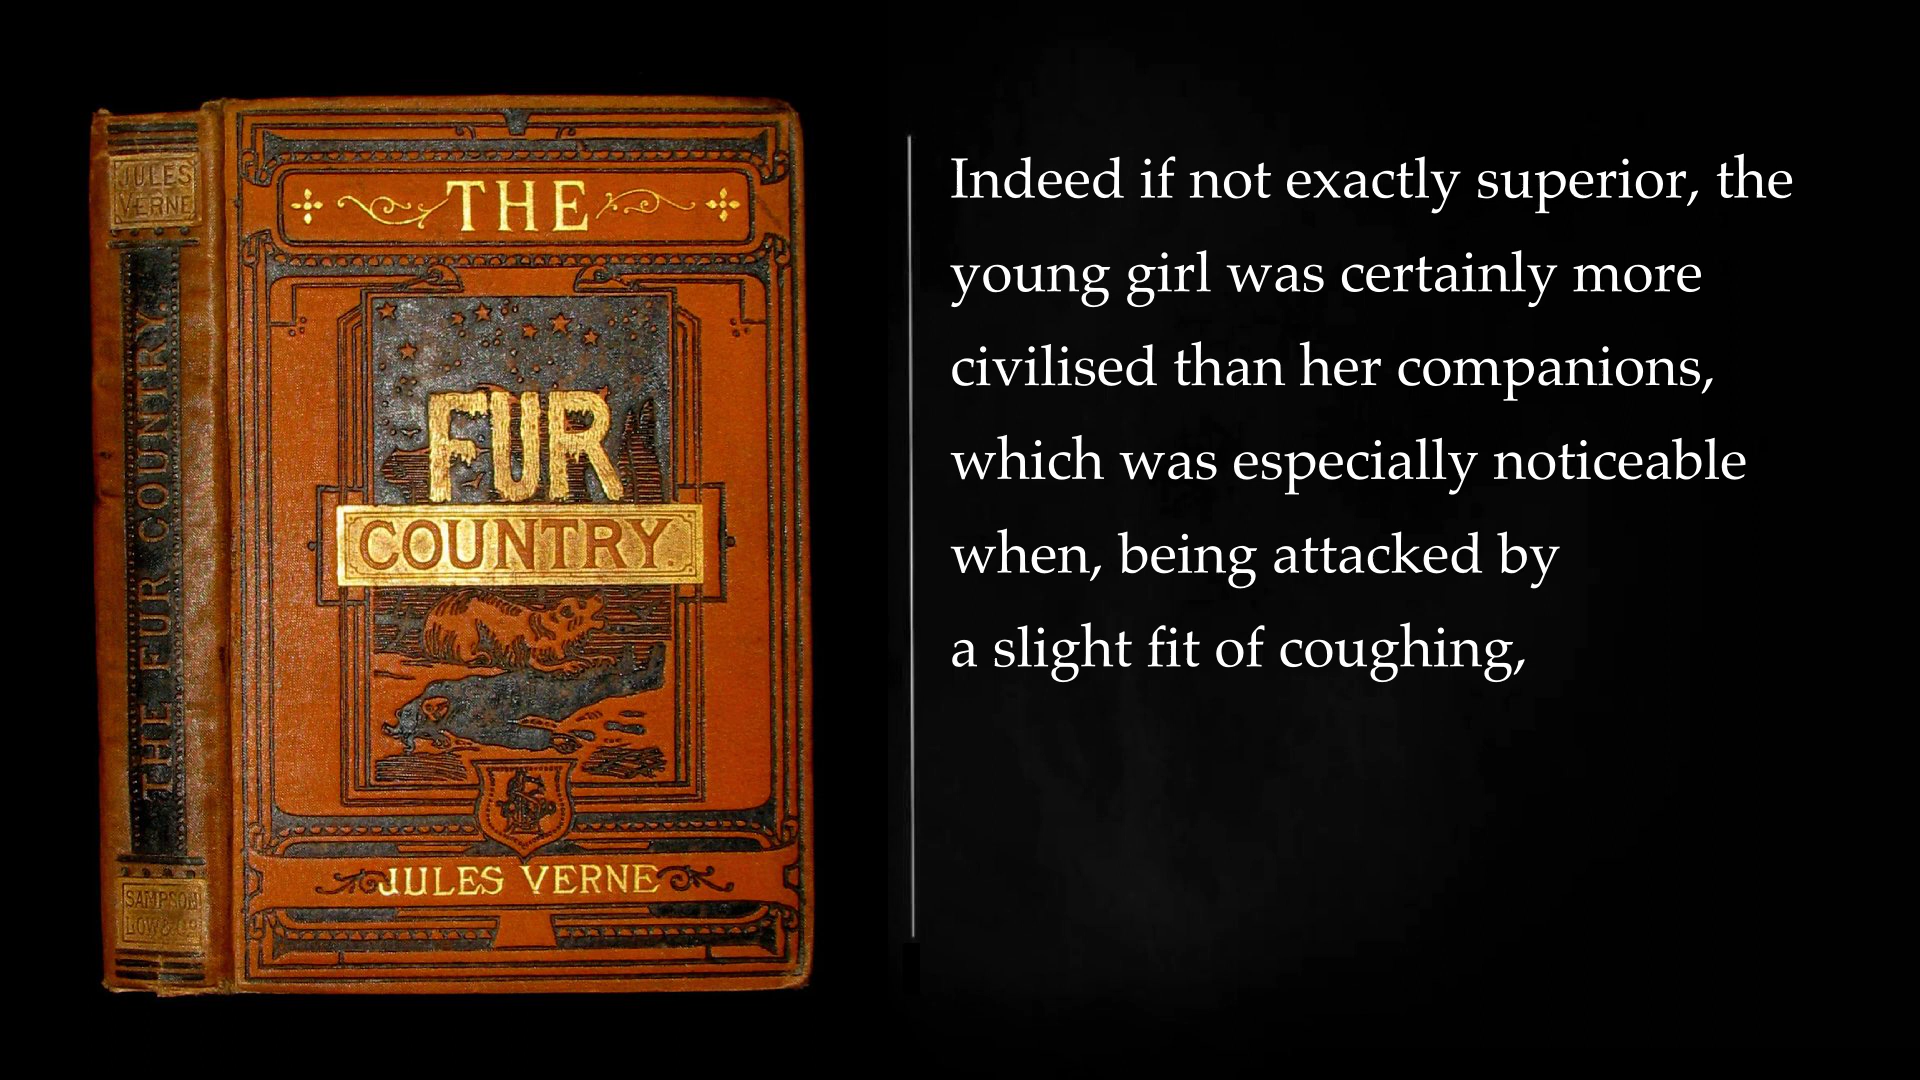 JULES
VERNE
THE FUR COUNTRY.
SAMPSON
LOW & Co
THE
FUR
COUNTRY.
JULES VERNE
Indeed if not exactly superior, the
young girl was certainly more
civilised than her companions,
which was especially noticeable
when, being attacked by
a slight fit of coughing,